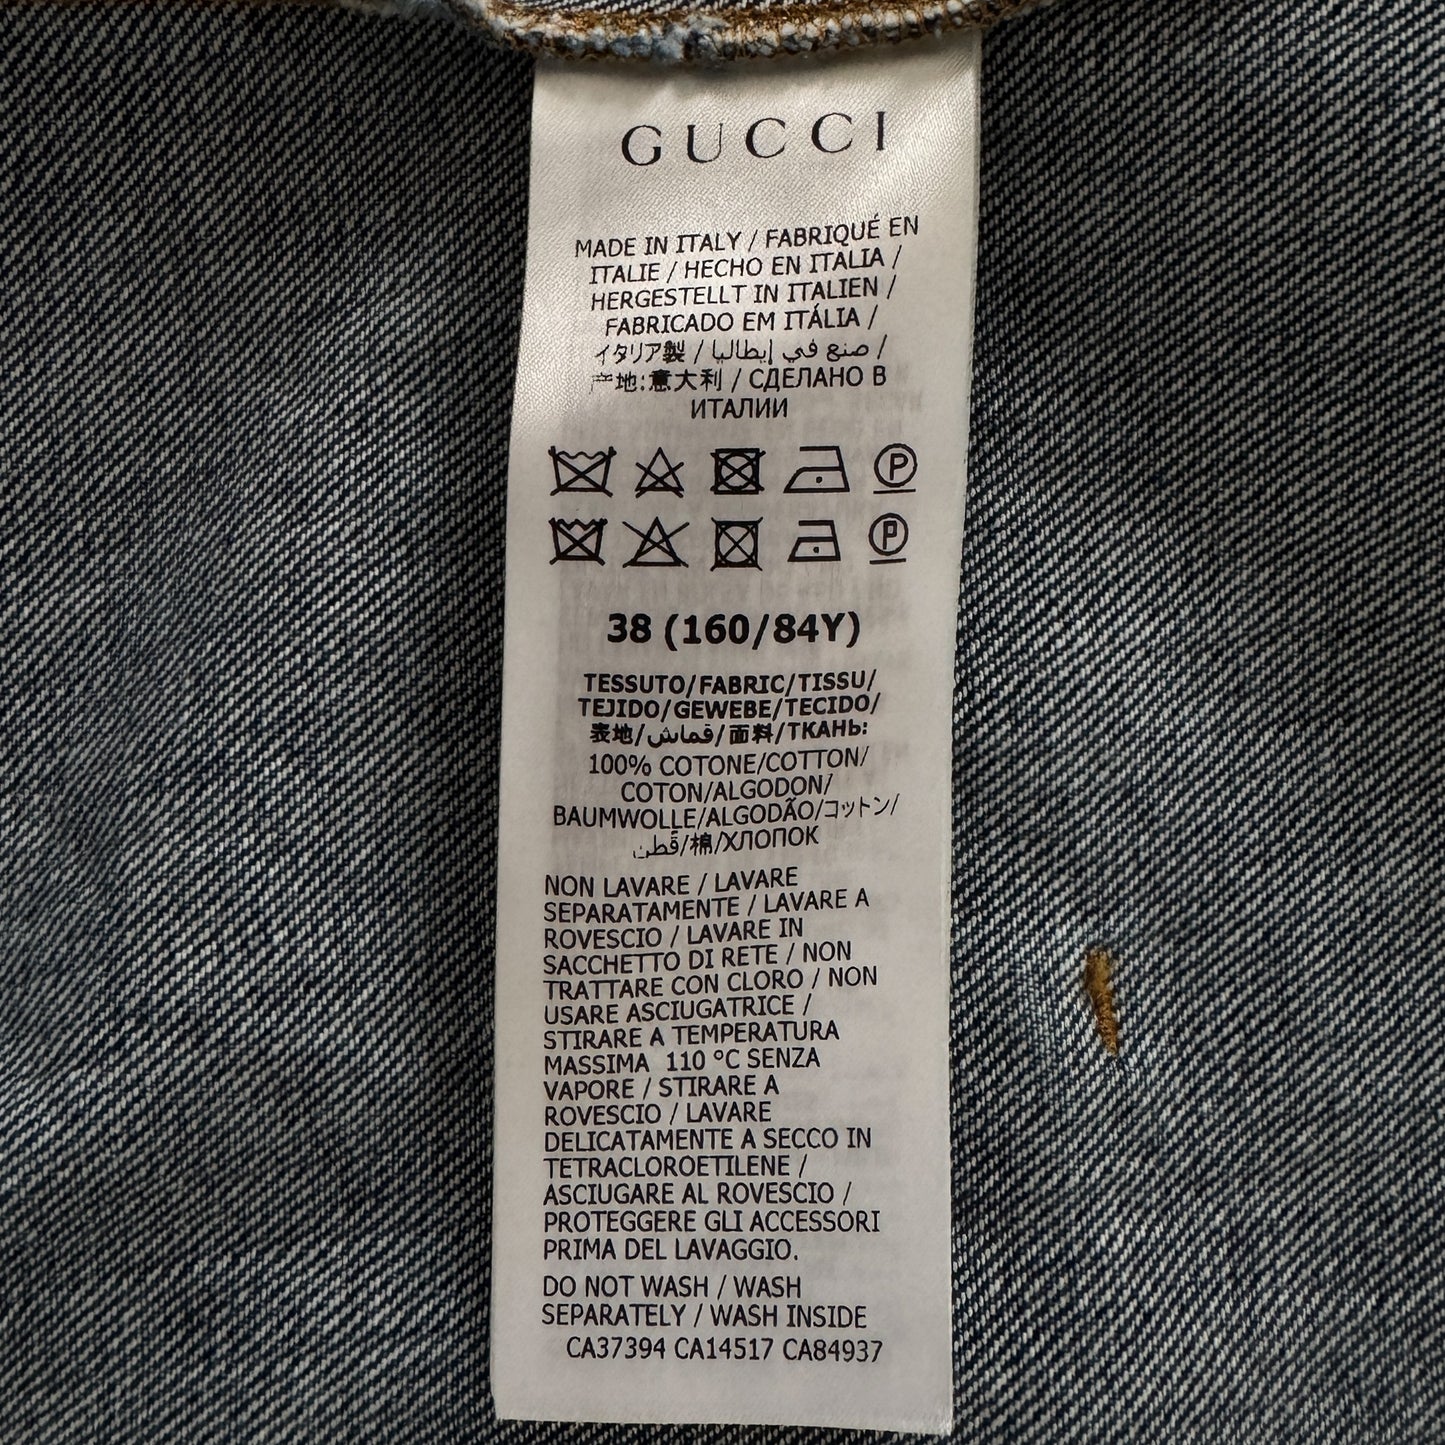 GUCCI
MADE IN ITALY / FABRIQUÉ EN
ITALIE / HECHO EN ITALIA /
HERGESTELLT IN ITALIEN /
FABRICADO EM ITÁLIA /
イタリア製 / صنع في إيطاليا /
产地:意大利 / СДЕЛАНО В
ИТАЛИИ
P
P
38 (160/84Y)
TESSUTO/FABRIC/TISSU/
TEJIDO/GEWEBE/TECIDO/
表地/قماش/面料/ТКАНЬ:
100% COTONE/COTTON/
COTON/ALGODON/
BAUMWOLLE/ALGODÃO/コットン/
قطن/棉/ХЛОПОК
NON LAVARE / LAVARE
SEPARATAMENTE / LAVARE A
ROVESCIO / LAVARE IN
SACCHETTO DI RETE / NON
TRATTARE CON CLORO / NON
USARE ASCIUGATRICE /
STIRARE A TEMPERATURA
MASSIMA 110 °C SENZA
VAPORE / STIRARE A
ROVESCIO / LAVARE
DELICATAMENTE A SECCO IN
TETRACLOROETILENE /
ASCIUGARE AL ROVESCIO /
PROTEGGERE GLI ACCESSORI
PRIMA DEL LAVAGGIO.
DO NOT WASH / WASH
SEPARATELY / WASH INSIDE
CA37394 CA14517 CA84937